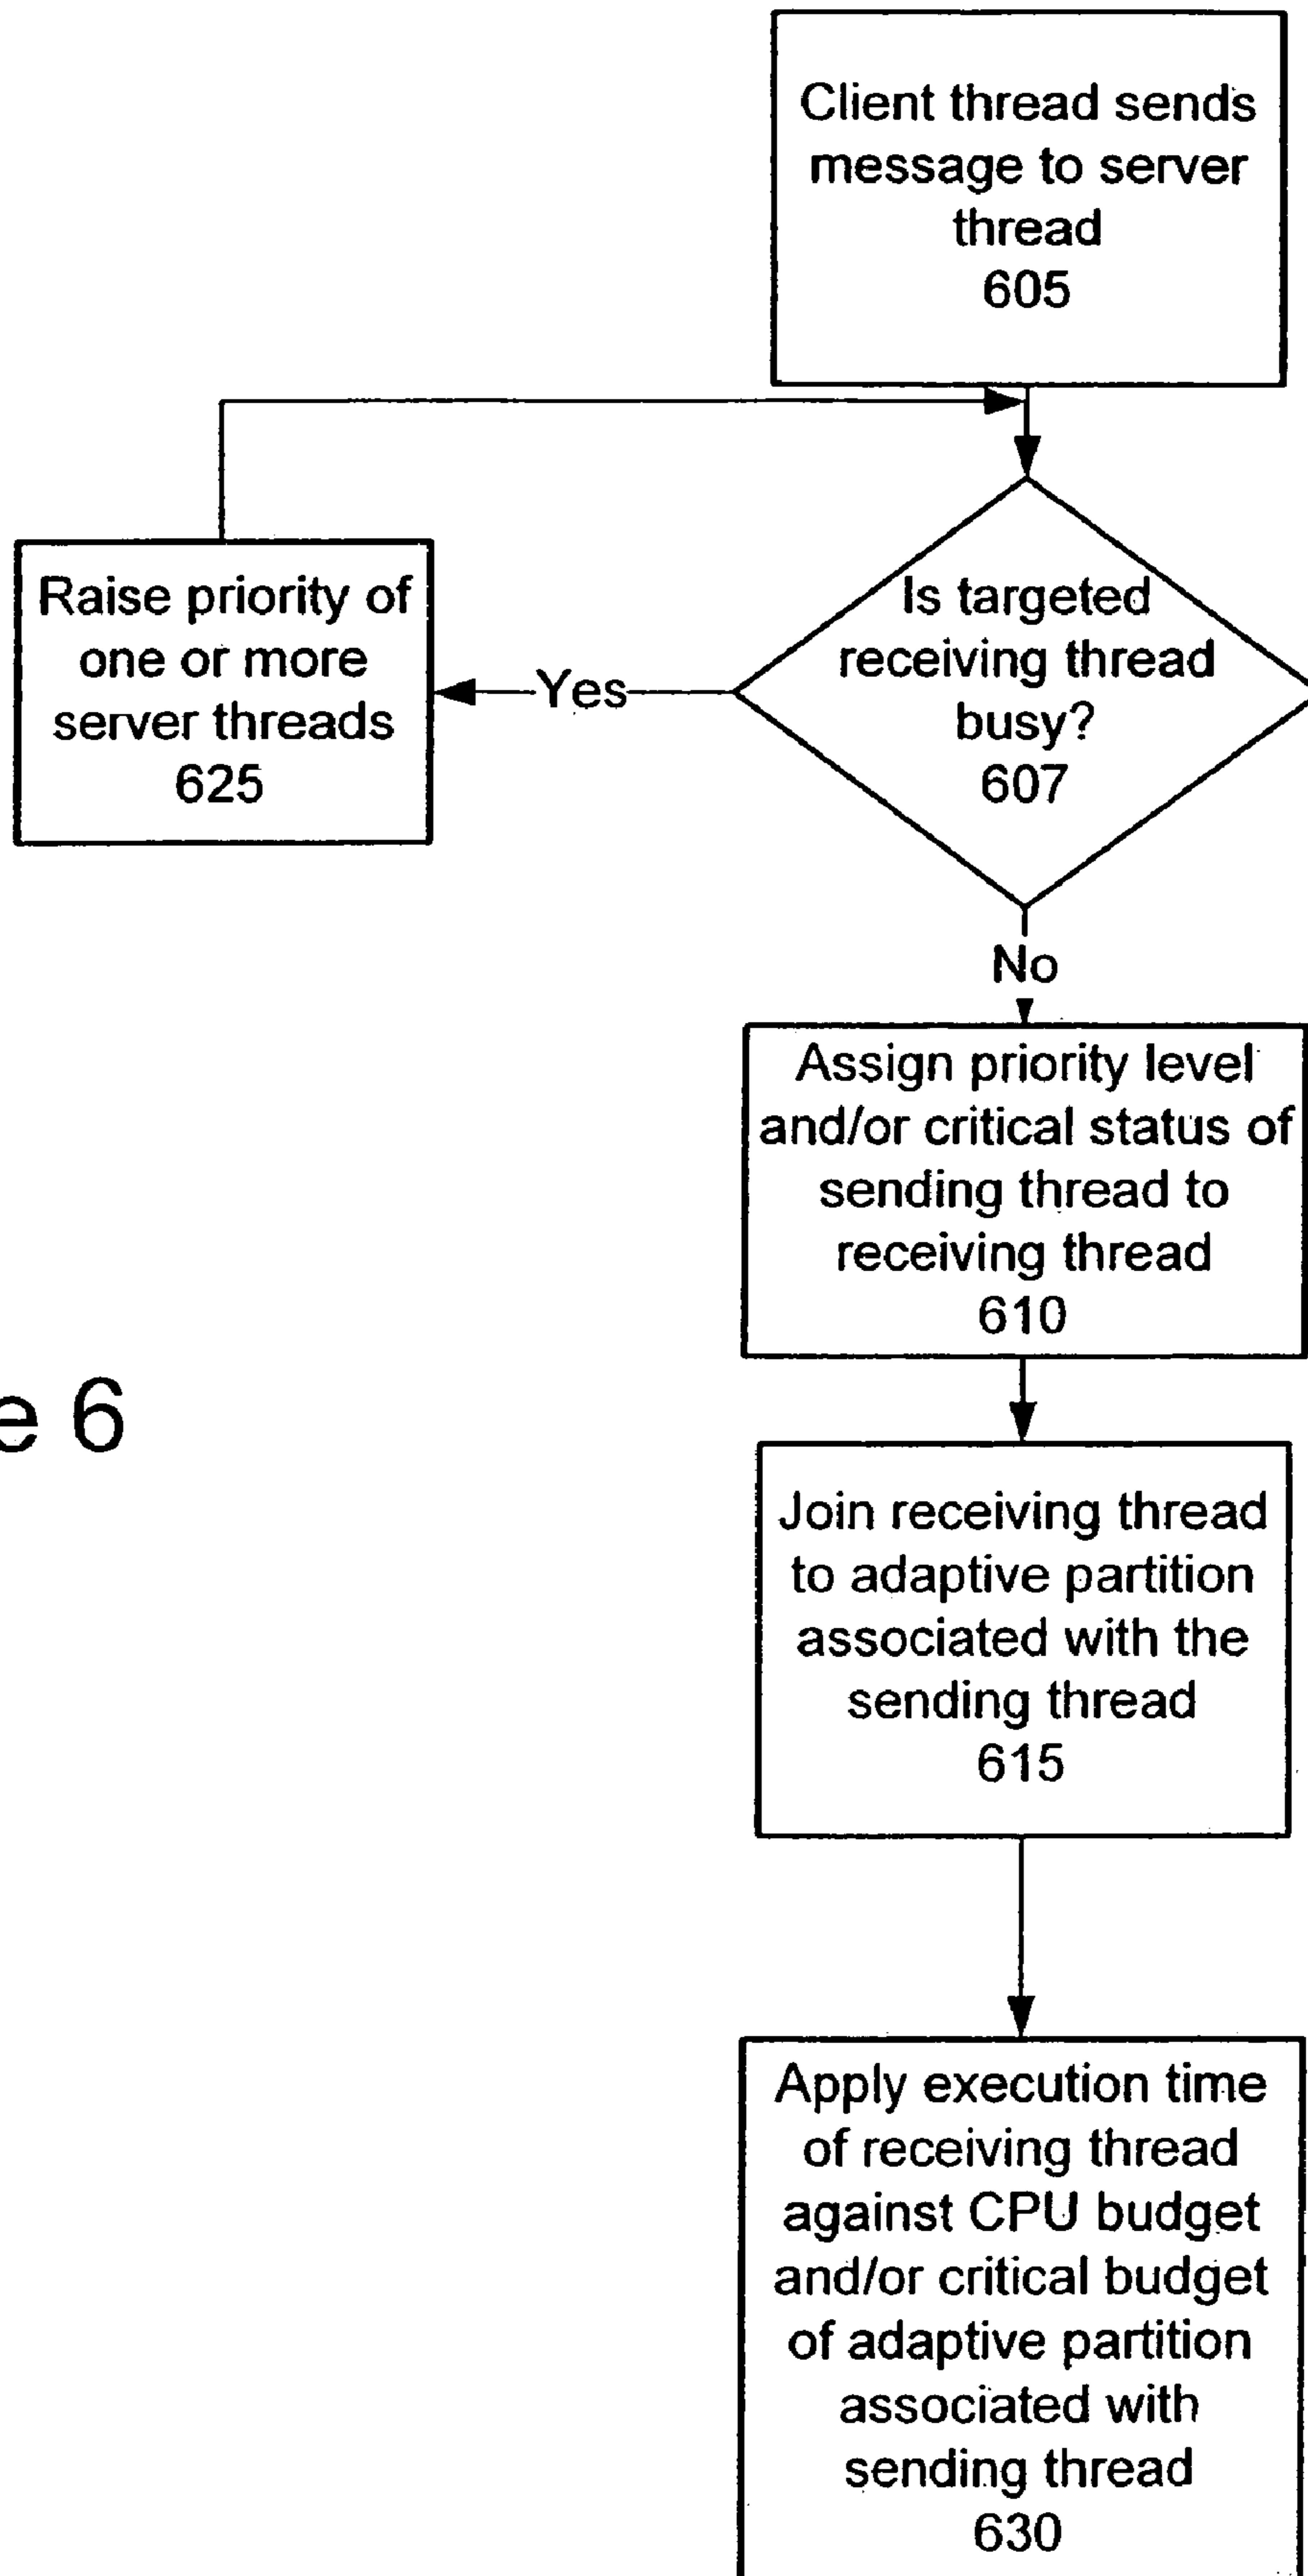 Client thread sends
message to server
thread
605
Is targeted
receiving thread
busy?
607
Yes
Raise priority of
one or more
server threads
625
No
Assign priority level
and/or critical status of
sending thread to
receiving thread
610
e 6
Join receiving thread
to adaptive partition
associated with the
sending thread
615
Apply execution time
of receiving thread
against CPU budget
and/or critical budget
of adaptive partition
associated with
sending thread
630